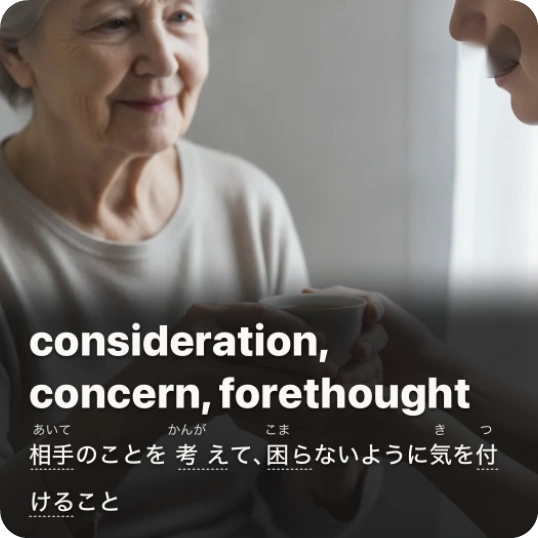 consideration,
concern, forethought
あいて かんが こま き つ
相手のことを 考 えて、困らないように気を付
けること